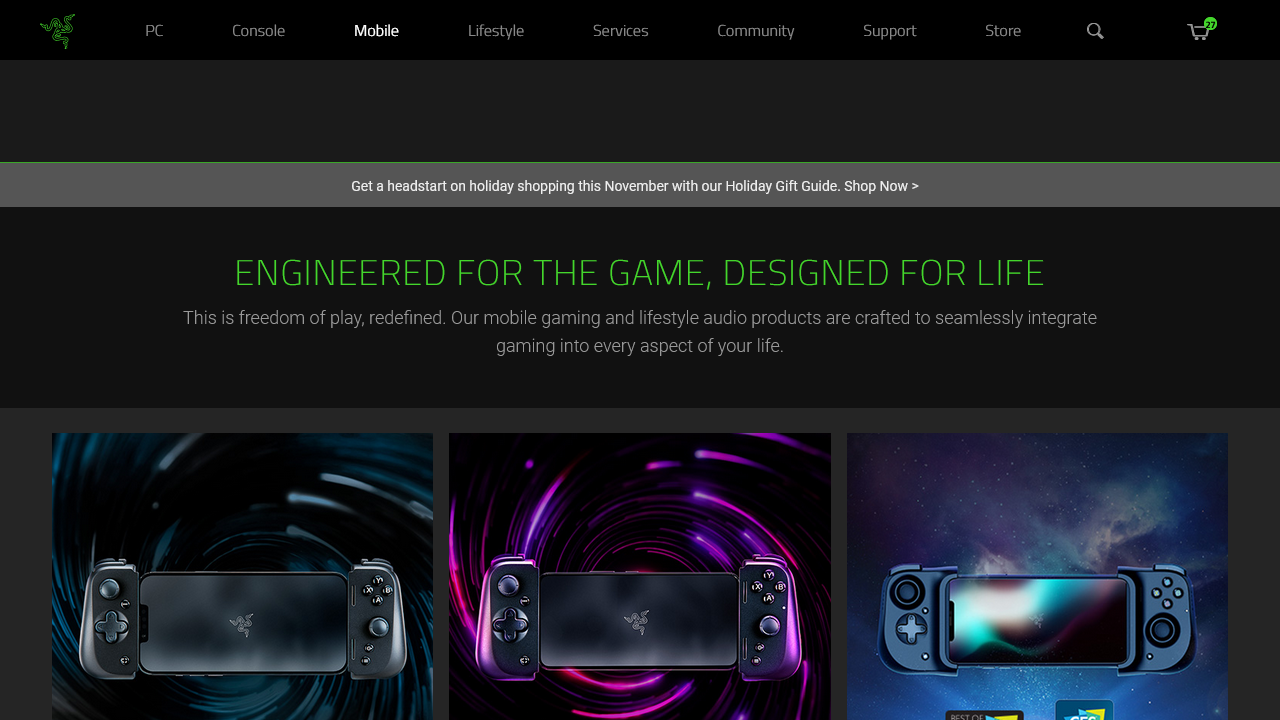 PC Console Mobile Lifestyle Services Community Support Store 27
Get a headstart on holiday shopping this November with our Holiday Gift Guide. Shop Now >
ENGINEERED FOR THE GAME, DESIGNED FOR LIFE
This is freedom of play, redefined. Our mobile gaming and lifestyle audio products are crafted to seamlessly integrate
gaming into every aspect of your life.
Y
X B
A
Y
X B
A
BEST OF
CES